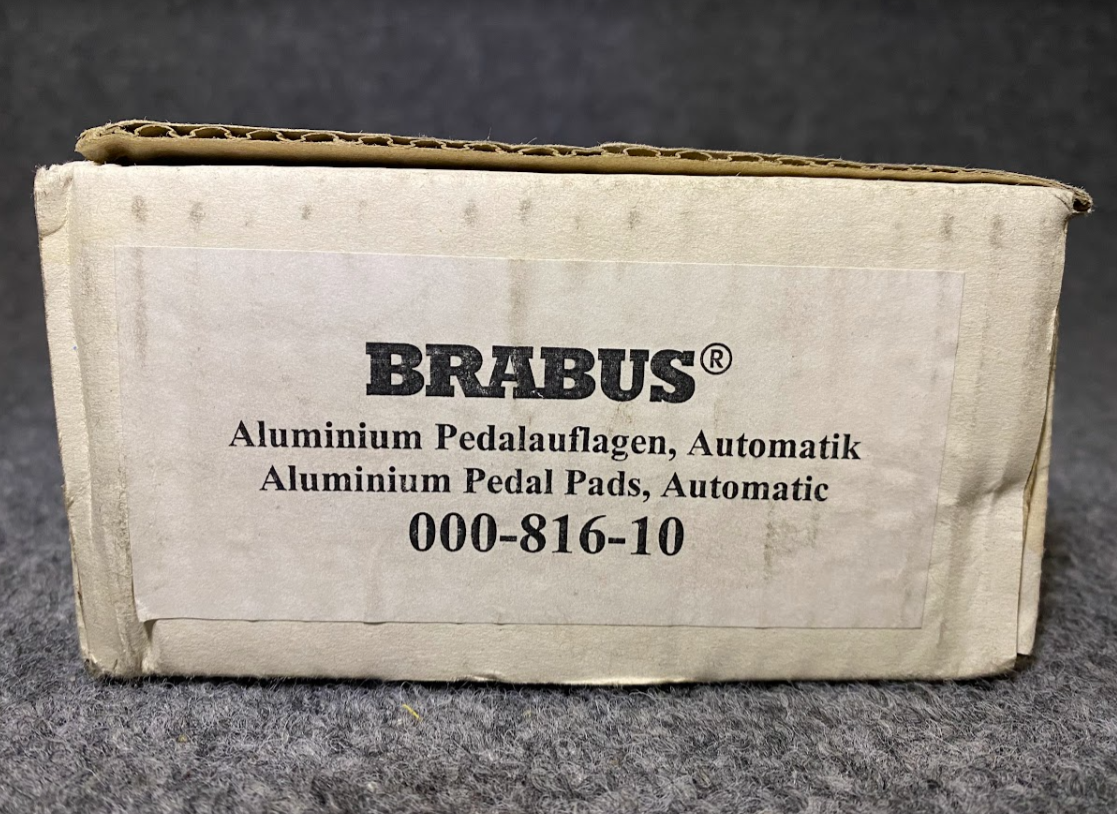 BRABUS®
Aluminium Pedalauflagen, Automatik
Aluminium Pedal Pads, Automatic
000-816-10